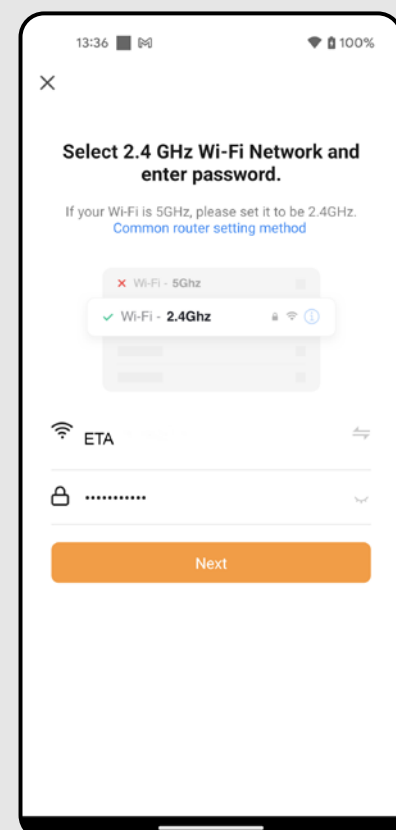 13:36 100%
Select 2.4 GHz Wi-Fi Network and
enter password.
If your Wi-Fi is 5GHz, please set it to be 2.4GHz.
Common router setting method
Wi-Fi - 5Ghz
Wi-Fi - 2.4Ghz
ETA
•••••••••••
Next